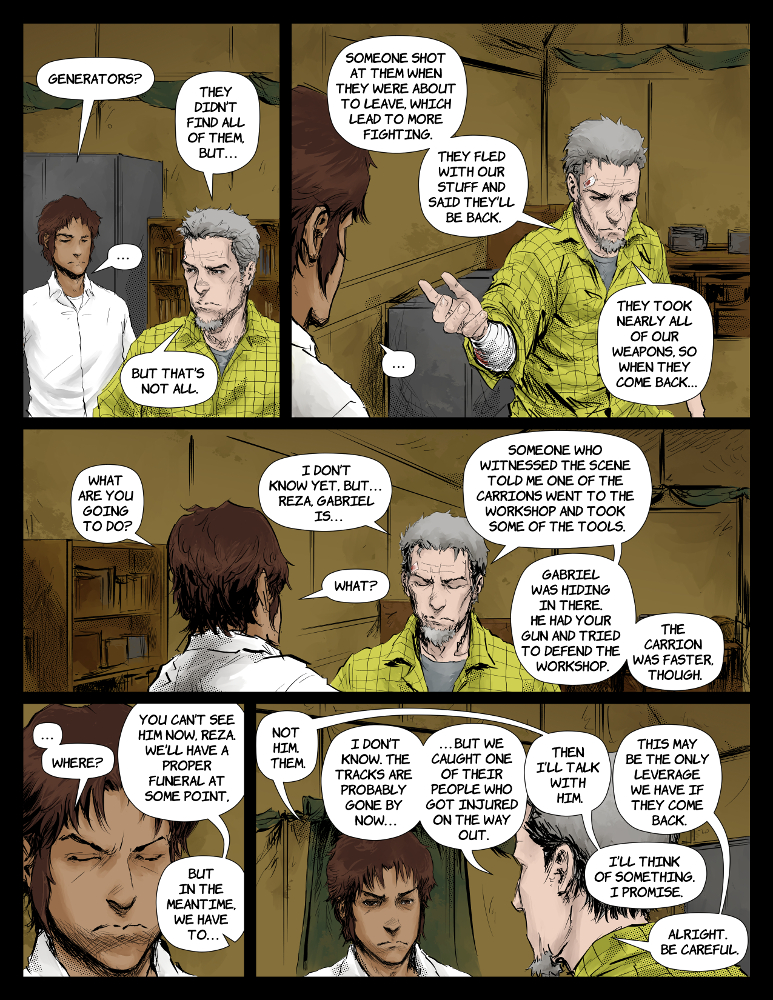 GENERATORS?
THEY
DIDN'T
FIND ALL
OF THEM,
BUT...
...
BUT THAT'S
NOT ALL.
SOMEONE SHOT
AT THEM WHEN
THEY WERE ABOUT
TO LEAVE, WHICH
LEAD TO MORE
FIGHTING.
THEY FLED
WITH OUR
STUFF AND
SAID THEY'LL
BE BACK.
...
THEY TOOK
NEARLY ALL
OF OUR
WEAPONS, SO
WHEN THEY
COME BACK...
WHAT
ARE YOU
GOING
TO DO?
I DON'T
KNOW YET, BUT...
REZA, GABRIEL
IS...
WHAT?
SOMEONE WHO
WITNESSED THE SCENE
TOLD ME ONE OF THE
CARRIONS WENT TO THE
WORKSHOP AND TOOK
SOME OF THE TOOLS.
GABRIEL
WAS HIDING
IN THERE.
HE HAD YOUR
GUN AND TRIED
TO DEFEND THE
WORKSHOP.
THE
CARRION
WAS FASTER,
THOUGH.
...
WHERE?
YOU CAN'T SEE
HIM NOW, REZA.
WE'LL HAVE A
PROPER
FUNERAL AT
SOME POINT,
BUT
IN THE
MEANTIME,
WE HAVE
TO...
NOT
HIM.
THEM.
I DON'T
KNOW. THE
TRACKS ARE
PROBABLY
GONE BY
NOW...
...BUT WE
CAUGHT ONE
OF THEIR
PEOPLE WHO
GOT INJURED
ON THE WAY
OUT.
THEN
I'LL TALK
WITH
HIM.
THIS MAY
BE THE ONLY
LEVERAGE
WE HAVE IF
THEY COME
BACK.
I'LL THINK
OF SOMETHING.
I PROMISE.
ALRIGHT.
BE CAREFUL.